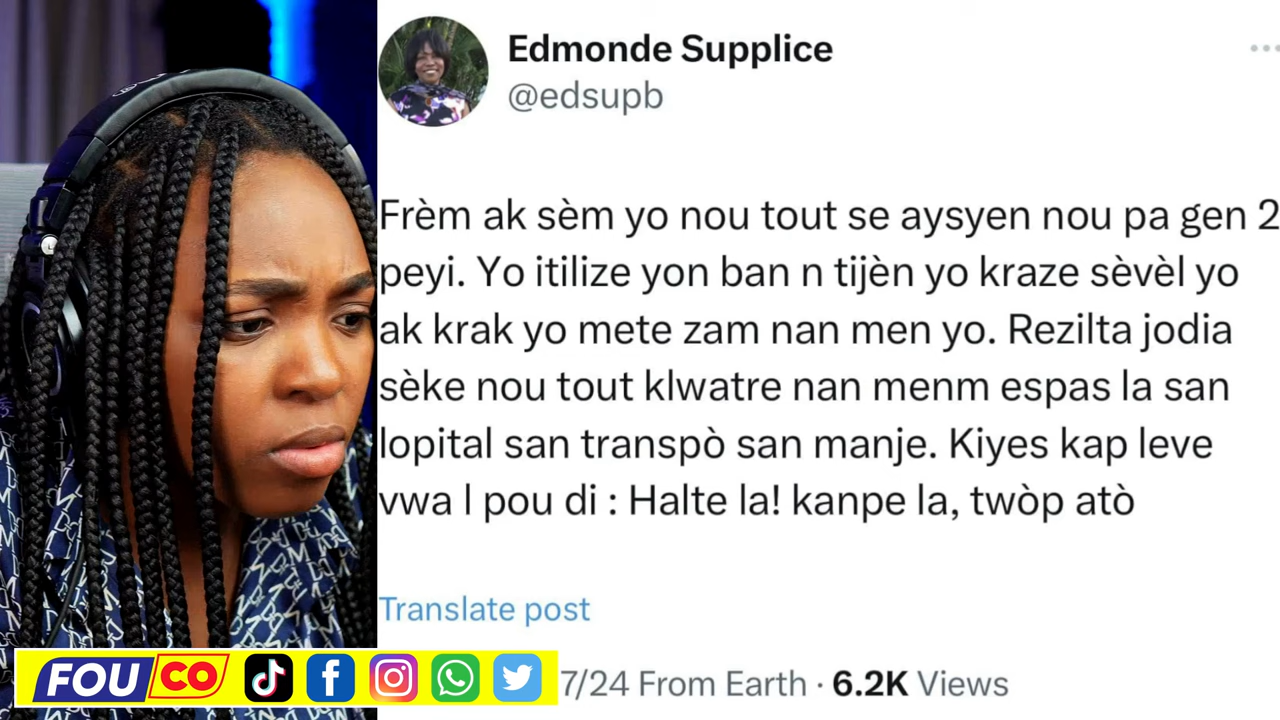 Edmonde Supplice
@edsupb
Frèm ak sèm yo nou tout se aysyen nou pa gen 2
peyi. Yo itilize yon ban n tijèn yo kraze sèvèl yo
ak krak yo mete zam nan men yo. Rezilta jodia
sèke nou tout klwatre nan menm espas la san
lopital san transpò san manje. Kiyes kap leve
vwa l pou di : Halte la! kanpe la, twòp atò
Translate post
7/24 From Earth · 6.2K Views
FOUCO